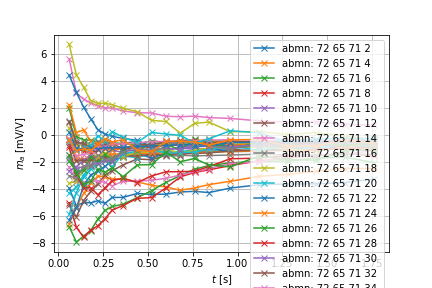 6
4
2
0
−2
−4
−6
−8
mₐ [mV/V]
0.00 0.25 0.50 0.75 1.00
t [s]
abmn: 72 65 71 2
abmn: 72 65 71 4
abmn: 72 65 71 6
abmn: 72 65 71 8
abmn: 72 65 71 10
abmn: 72 65 71 12
abmn: 72 65 71 14
abmn: 72 65 71 16
abmn: 72 65 71 18
abmn: 72 65 71 20
abmn: 72 65 71 22
abmn: 72 65 71 24
abmn: 72 65 71 26
abmn: 72 65 71 28
abmn: 72 65 71 30
abmn: 72 65 71 32
abmn: 72 65 71 34